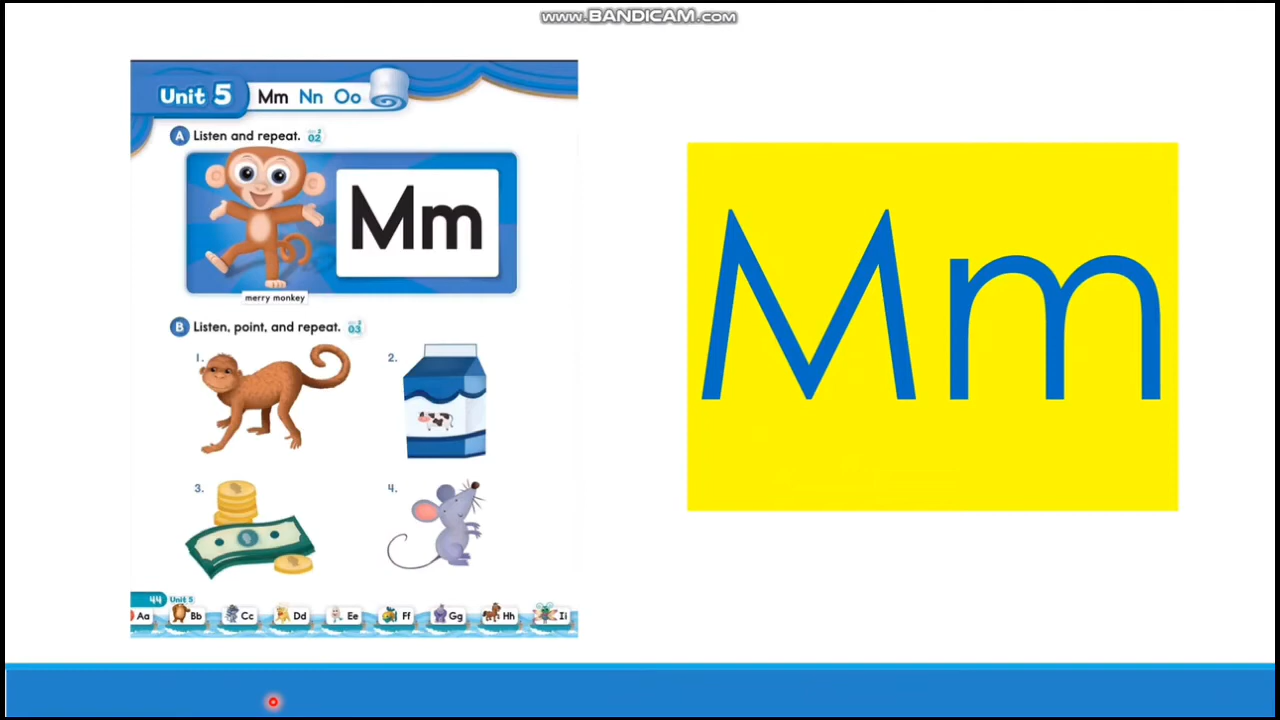 www.BANDICAM.com
Unit 5 Mm Nn Oo
A Listen and repeat. 02
Mm
merry monkey
B Listen, point, and repeat. 03
1.
2.
3.
4.
44 Unit 5
Aa Bb Cc Dd Ee Ff Gg Hh Ii
Mm